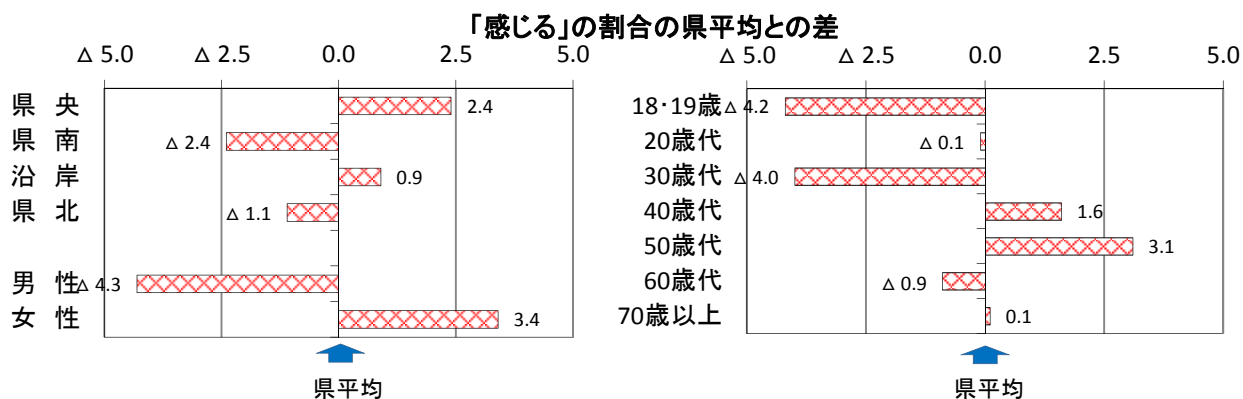 「感じる」の割合の県平均との差
△ 5.0 △ 2.5 0.0 2.5 5.0
県 央 2.4
県 南 △ 2.4
沿 岸 0.9
県 北 △ 1.1
男 性 △ 4.3
女 性 3.4
県平均
△ 5.0 △ 2.5 0.0 2.5 5.0
18･19歳 △ 4.2
20歳代 △ 0.1
30歳代 △ 4.0
40歳代 1.6
50歳代 3.1
60歳代 △ 0.9
70歳以上 0.1
県平均